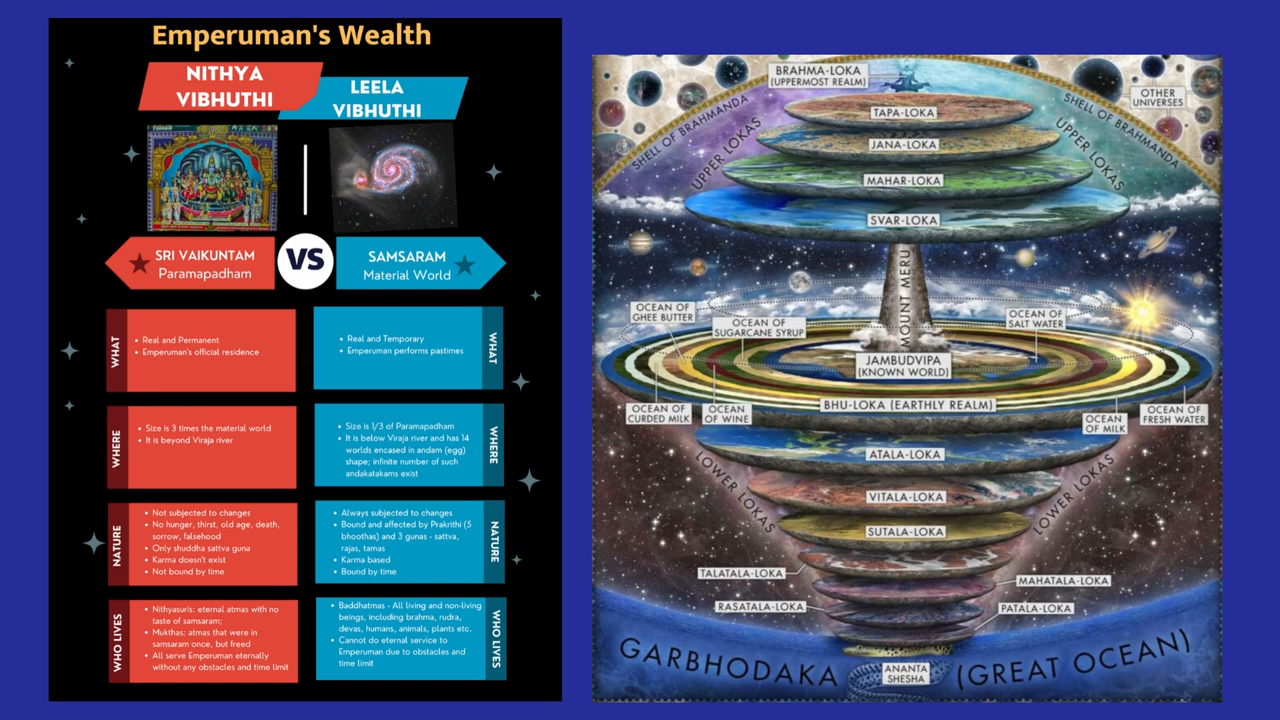 Emperuman's Wealth
NITHYA
VIBHUTHI
LEELA
VIBHUTHI
SRI VAIKUNTAM
Paramapadham
VS
SAMSARAM
Material World
WHAT
• Real and Permanent
• Emperuman's official residence
• Real and Temporary
• Emperuman performs pastimes
WHAT
WHERE
• Size is 3 times the material world
• It is beyond Viraja river
• Size is 1/3 of Paramapadham
• It is below Viraja river and has 14
worlds encased in andam (egg)
shape; infinite number of such
andakatakams exist
WHERE
NATURE
• Not subjected to changes
• No hunger, thirst, old age, death,
sorrow, falsehood
• Only shuddha sattva guna
• Karma doesn't exist
• Not bound by time
• Always subjected to changes
• Bound and affected by Prakrithi (5
bhoothas) and 3 gunas - sattva,
rajas, tamas
• Karma based
• Bound by time
NATURE
WHO LIVES
• Nithyasuris: eternal atmas with no
taste of samsaram;
• Mukthas: atmas that were in
samsaram once, but freed
• All serve Emperuman eternally
without any obstacles and time limit
• Baddhatmas - All living and non-living
beings, including brahma, rudra,
devas, humans, animals, plants etc.
• Cannot do eternal service to
Emperuman due to obstacles and
time limit
WHO LIVES
BRAHMA-LOKA
(UPPERMOST REALM)
OTHER
UNIVERSES
SHELL OF BRAHMANDA
SHELL OF BRAHMANDA
UPPER LOKAS
UPPER LOKAS
TAPA-LOKA
JANA-LOKA
MAHAR-LOKA
SVAR-LOKA
MOUNT MERU
OCEAN OF
GHEE BUTTER
OCEAN OF
SUGARCANE SYRUP
OCEAN OF
SALT WATER
JAMBUDVIPA
(KNOWN WORLD)
BHU-LOKA (EARTHLY REALM)
OCEAN OF
CURDED MILK
OCEAN
OF WINE
OCEAN
OF MILK
OCEAN OF
FRESH WATER
ATALA-LOKA
LOWER LOKAS
LOWER LOKAS
VITALA-LOKA
SUTALA-LOKA
TALATALA-LOKA
MAHATALA-LOKA
RASATALA-LOKA
PATALA-LOKA
GARBHODAKA (GREAT OCEAN)
ANANTA
SHESHA